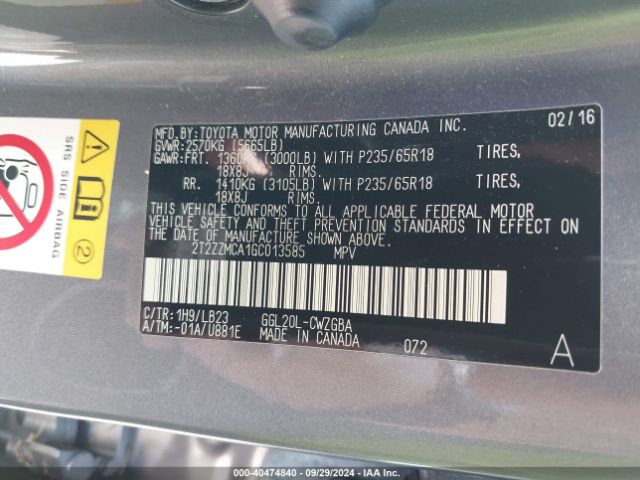 MFD. BY: TOYOTA MOTOR MANUFACTURING CANADA INC. 02/16
GVWR: 2570KG (5665LB)
GAWR: FRT. 1360KG (3000LB) WITH P235/65R18 TIRES,
18X8J RIMS.
RR. 1410KG (3105LB) WITH P235/65R18 TIRES,
18X8J RIMS.
THIS VEHICLE CONFORMS TO ALL APPLICABLE FEDERAL MOTOR
VEHICLE SAFETY AND THEFT PREVENTION STANDARDS IN EFFECT
ON THE DATE OF MANUFACTURE SHOWN ABOVE.
2T2ZZMCA1GC013585 MPV
C/TR: 1H9/LB23 GGL20L-CWZGBA
A/TM: -01A/U881E MADE IN CANADA 072 A
SRS SIDE AIRBAG
2
000-40474840 - 09/29/2024 - IAA Inc.